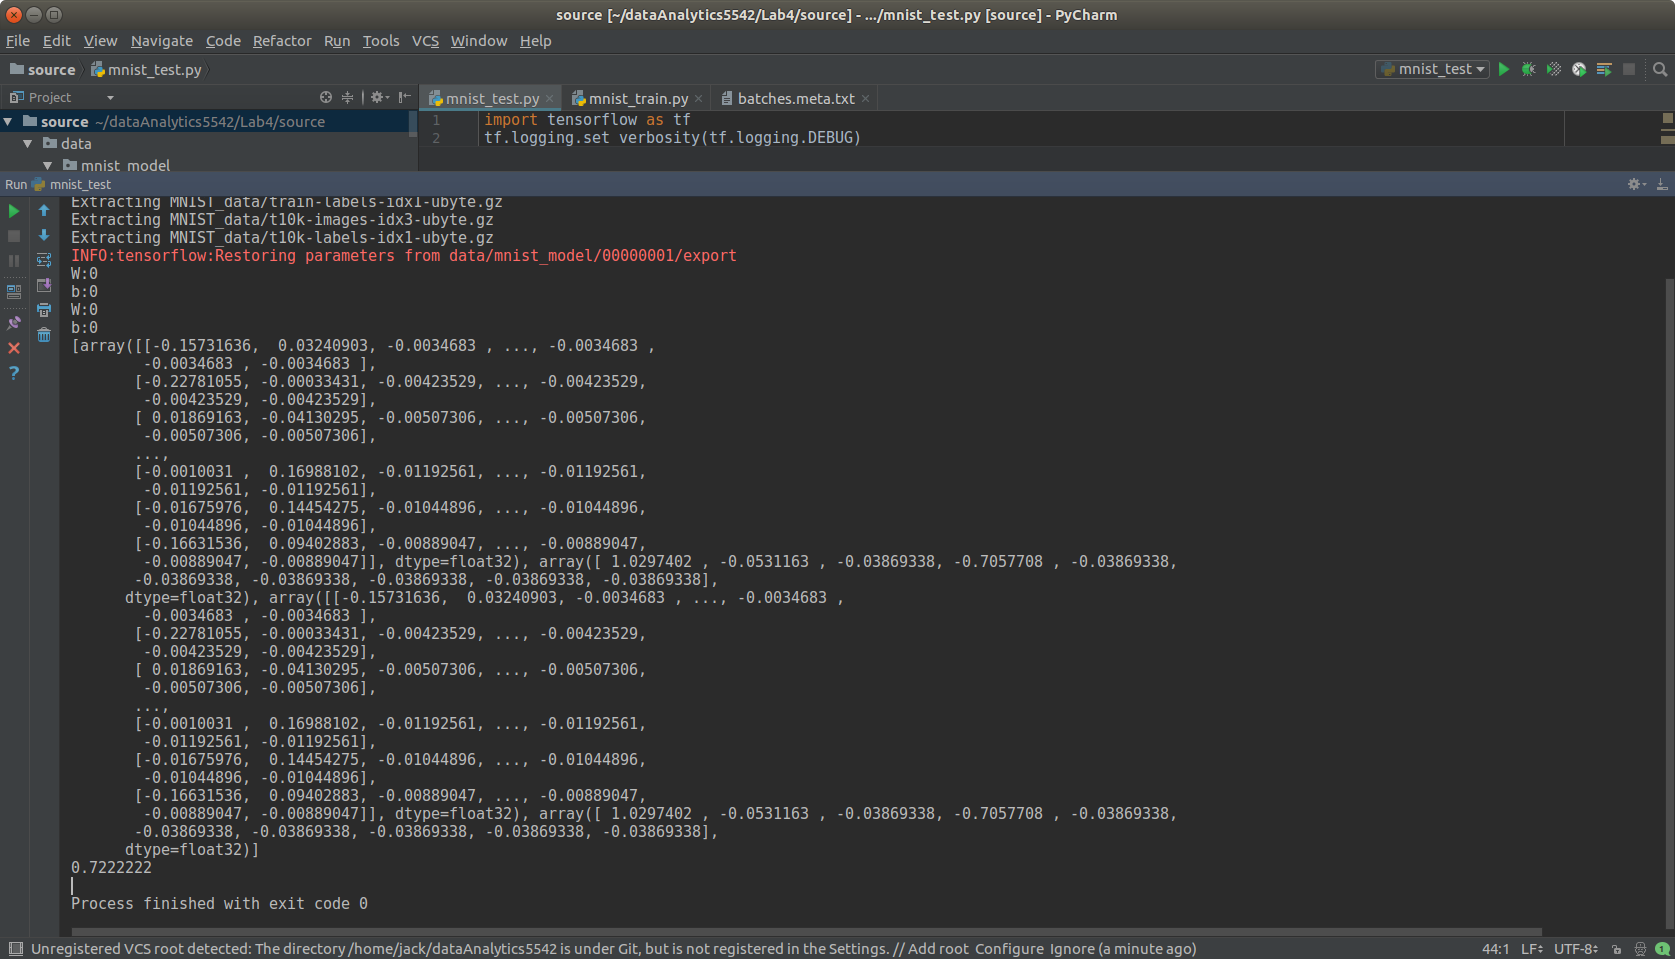 source [~/dataAnalytics5542/Lab4/source] - .../mnist_test.py [source] - PyCharm
File Edit View Navigate Code Refactor Run Tools VCS Window Help
source mnist_test.py mnist_test
Project mnist_test.py mnist_train.py batches.meta.txt
source ~/dataAnalytics5542/Lab4/source
data
mnist_model
1 import tensorflow as tf
2 tf.logging.set_verbosity(tf.logging.DEBUG)
Run mnist_test
Extracting MNIST_data/train-labels-idx1-ubyte.gz
Extracting MNIST_data/t10k-images-idx3-ubyte.gz
Extracting MNIST_data/t10k-labels-idx1-ubyte.gz
INFO:tensorflow:Restoring parameters from data/mnist_model/00000001/export
W:0
b:0
W:0
b:0
[array([[-0.15731636,  0.03240903, -0.0034683 , ..., -0.0034683 ,
-0.0034683 , -0.0034683 ],
[-0.22781055, -0.00033431, -0.00423529, ..., -0.00423529,
-0.00423529, -0.00423529],
[ 0.01869163, -0.04130295, -0.00507306, ..., -0.00507306,
-0.00507306, -0.00507306],
...,
[-0.0010031 ,  0.16988102, -0.01192561, ..., -0.01192561,
-0.01192561, -0.01192561],
[-0.01675976,  0.14454275, -0.01044896, ..., -0.01044896,
-0.01044896, -0.01044896],
[-0.16631536,  0.09402883, -0.00889047, ..., -0.00889047,
-0.00889047, -0.00889047]], dtype=float32), array([ 1.0297402 , -0.0531163 , -0.03869338, -0.7057708 , -0.03869338,
-0.03869338, -0.03869338, -0.03869338, -0.03869338, -0.03869338],
dtype=float32), array([[-0.15731636,  0.03240903, -0.0034683 , ..., -0.0034683 ,
-0.0034683 , -0.0034683 ],
[-0.22781055, -0.00033431, -0.00423529, ..., -0.00423529,
-0.00423529, -0.00423529],
[ 0.01869163, -0.04130295, -0.00507306, ..., -0.00507306,
-0.00507306, -0.00507306],
...,
[-0.0010031 ,  0.16988102, -0.01192561, ..., -0.01192561,
-0.01192561, -0.01192561],
[-0.01675976,  0.14454275, -0.01044896, ..., -0.01044896,
-0.01044896, -0.01044896],
[-0.16631536,  0.09402883, -0.00889047, ..., -0.00889047,
-0.00889047, -0.00889047]], dtype=float32), array([ 1.0297402 , -0.0531163 , -0.03869338, -0.7057708 , -0.03869338,
-0.03869338, -0.03869338, -0.03869338, -0.03869338, -0.03869338],
dtype=float32)]
0.7222222
Process finished with exit code 0
Unregistered VCS root detected: The directory /home/jack/dataAnalytics5542 is under Git, but is not registered in the Settings. // Add root Configure Ignore (a minute ago) 44:1 LF UTF-8 1